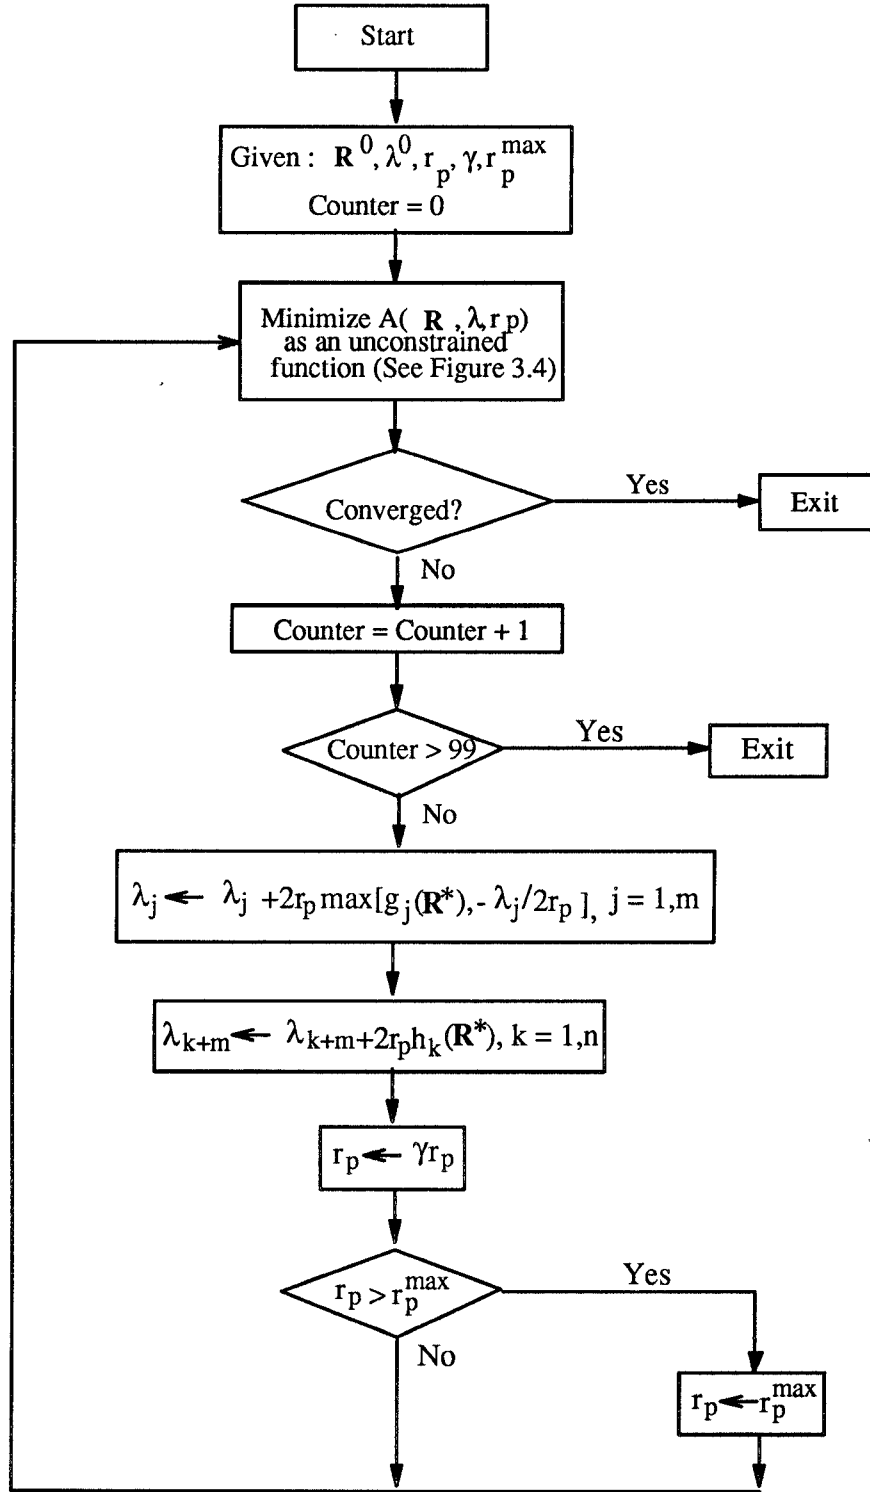 Start
Given : R^0, λ^0, r_p, γ, r_p^max
Counter = 0
Minimize A( R , λ, r p)
as an unconstrained
function (See Figure 3.4)
Converged?
Yes
Exit
No
Counter = Counter + 1
Counter > 99
Yes
Exit
No
λ_j ← λ_j +2r_p max[g_j(R*),- λ_j/2r_p ], j = 1,m
λ_k+m ← λ_k+m+2r_p h_k(R*), k = 1,n
r_p ← γr_p
r_p > r_p^max
Yes
No
r_p ← r_p^max